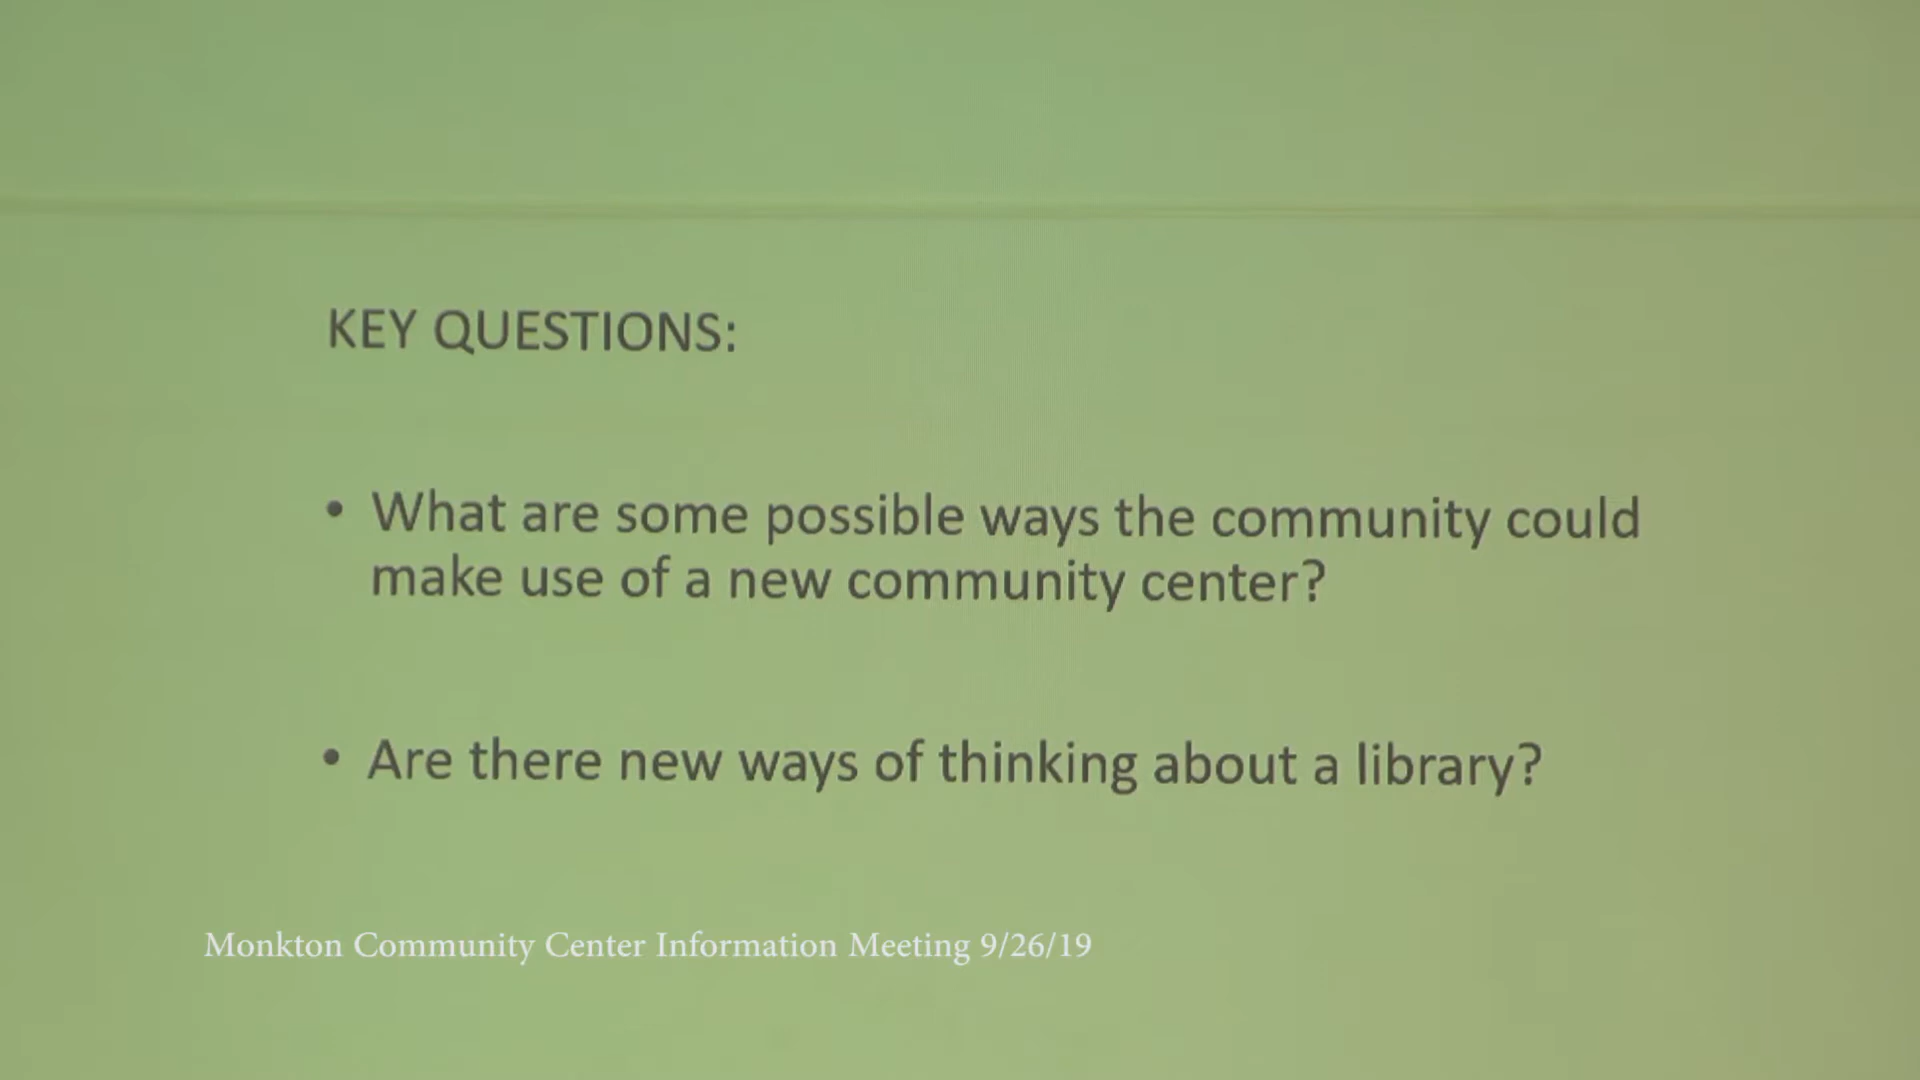 KEY QUESTIONS:
• What are some possible ways the community could
make use of a new community center?
• Are there new ways of thinking about a library?
Monkton Community Center Information Meeting 9/26/19